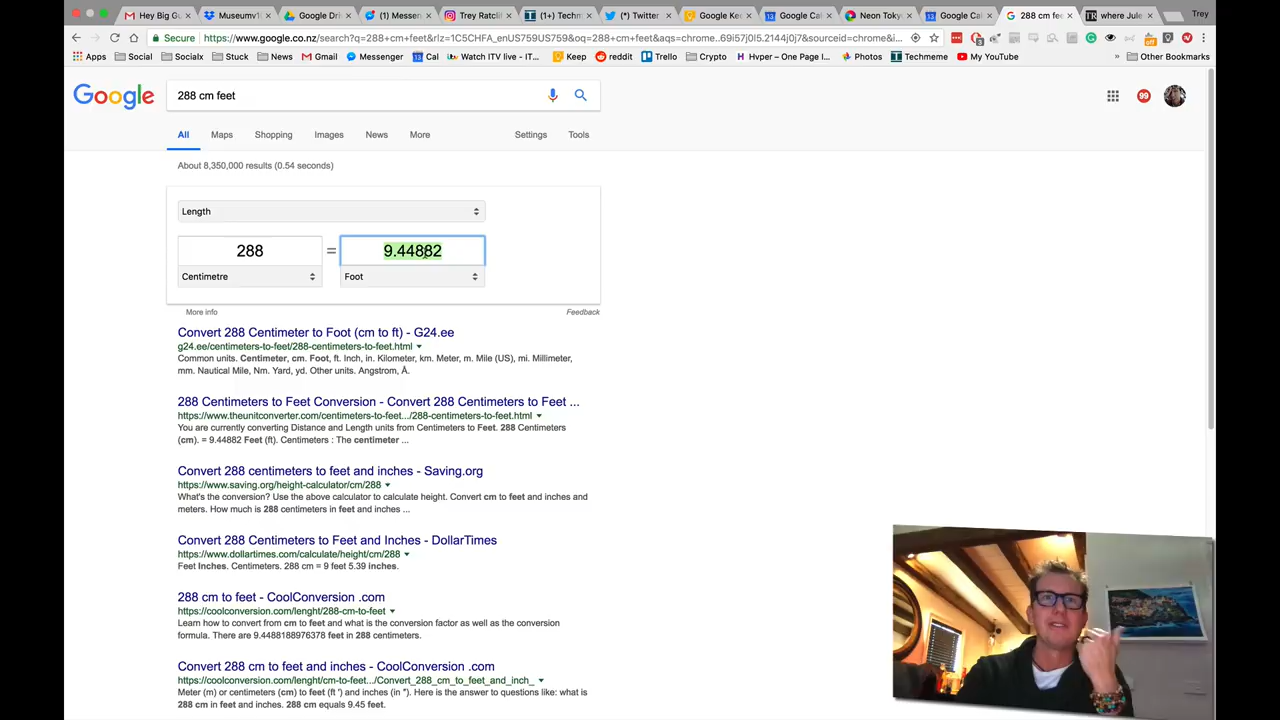 Hey Big G
Museumv1
Google Dri
(1) Messen
Trey Ratcli
(1+) Techm
(*) Twitter
Google Ke
Google Cal
Neon Toky
Google Cal
288 cm fee
where Jule
Trey
Secure https://www.google.co.nz/search?q=288+cm+feet&rlz=1C5CHFA_enUS759US759&oq=288+cm+feet&aqs=chrome..69i57j0l5.2144j0j7&sourceid=chrome&i...
Apps Social Socialx Stuck News Gmail Messenger Cal Watch ITV live - IT... Keep reddit Trello Crypto Hvper – One Page I... Photos Techmeme My YouTube » Other Bookmarks
Google
288 cm feet
99
All Maps Shopping Images News More Settings Tools
About 8,350,000 results (0.54 seconds)
Length
288 = 9.44882
Centimetre Foot
More info Feedback
Convert 288 Centimeter to Foot (cm to ft) - G24.ee
g24.ee/centimeters-to-feet/288-centimeters-to-feet.html
Common units. Centimeter, cm. Foot, ft. Inch, in. Kilometer, km. Meter, m. Mile (US), mi. Millimeter,
mm. Nautical Mile, Nm. Yard, yd. Other units. Angstrom, Å.
288 Centimeters to Feet Conversion - Convert 288 Centimeters to Feet ...
https://www.theunitconverter.com/centimeters-to-feet.../288-centimeters-to-feet.html
You are currently converting Distance and Length units from Centimeters to Feet. 288 Centimeters
(cm). = 9.44882 Feet (ft). Centimeters : The centimeter ...
Convert 288 centimeters to feet and inches - Saving.org
https://www.saving.org/height-calculator/cm/288
What's the conversion? Use the above calculator to calculate height. Convert cm to feet and inches and
meters. How much is 288 centimeters in feet and inches ...
Convert 288 Centimeters to Feet and Inches - DollarTimes
https://www.dollartimes.com/calculate/height/cm/288
Feet Inches. Centimeters. 288 cm = 9 feet 5.39 inches.
288 cm to feet - CoolConversion .com
https://coolconversion.com/lenght/288-cm-to-feet
Learn how to convert from cm to feet and what is the conversion factor as well as the conversion
formula. There are 9.4488188976378 feet in 288 centimeters.
Convert 288 cm to feet and inches - CoolConversion .com
https://coolconversion.com/lenght/cm-to-feet.../Convert_288_cm_to_feet_and_inch_
Meter (m) or centimeters (cm) to feet (ft ') and inches (in "). Here is the answer to questions like: what is
288 cm in feet and inches. 288 cm equals 9.45 feet.